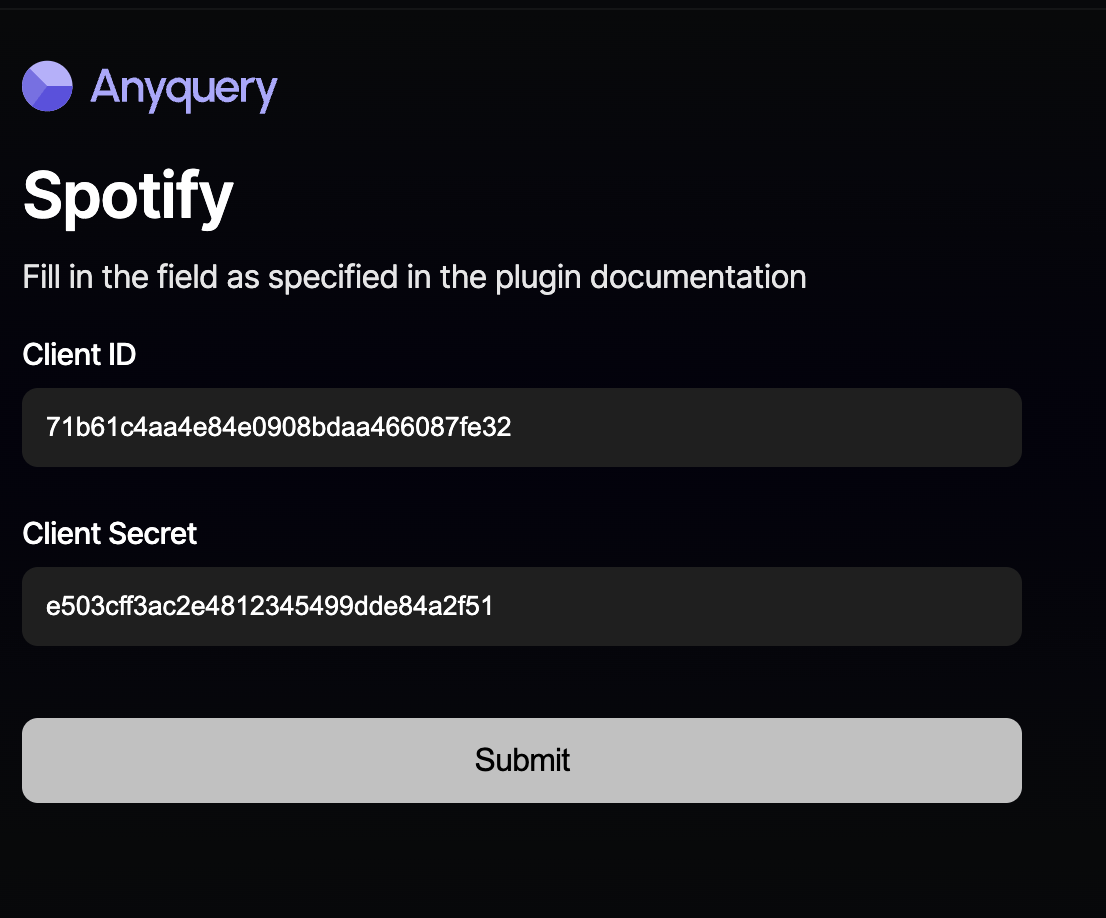 Anyquery
Spotify
Fill in the field as specified in the plugin documentation
Client ID
71b61c4aa4e84e0908bdaa466087fe32
Client Secret
e503cff3ac2e4812345499dde84a2f51
Submit